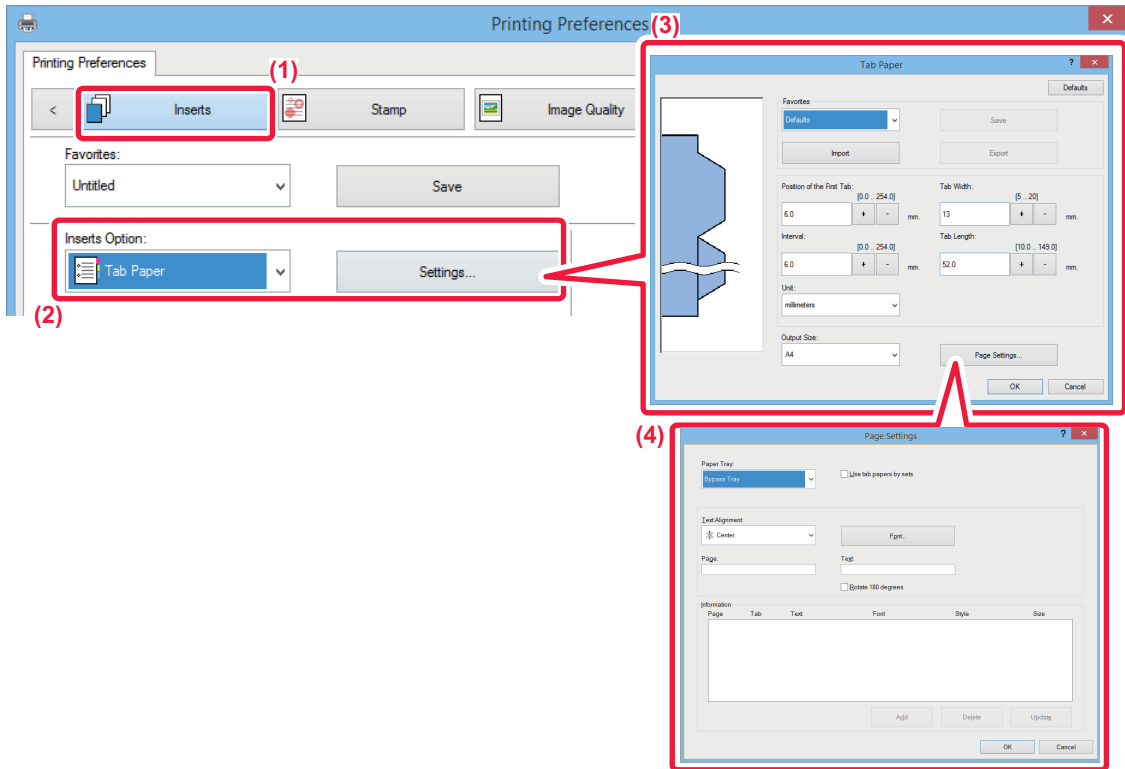 Printing Preferences
(3)
Printing Preferences
(1)
< Inserts Stamp Image Quality
Favorites:
Untitled Save
Inserts Option:
Tab Paper Settings...
(2)
Tab Paper ?
Defaults
Favorites
Defaults Save
Import Export
Position of the First Tab: Tab Width:
[0.0 .. 254.0] [5 .. 20]
6.0 + - mm. 13 + - mm.
Interval: Tab Length:
[0.0 .. 254.0] [10.0 .. 149.0]
6.0 + - mm. 52.0 + - mm.
Unit:
millimeters
Output Size:
A4 Page Settings...
OK Cancel
(4)
Page Settings ?
Paper Tray:
Bypass Tray Use tab papers by sets
Text Alignment
Center Font..
Page: Text
Rotate 180 degrees
Information
Page Tab Text Font Style Size
Add Delete Update
OK Cancel